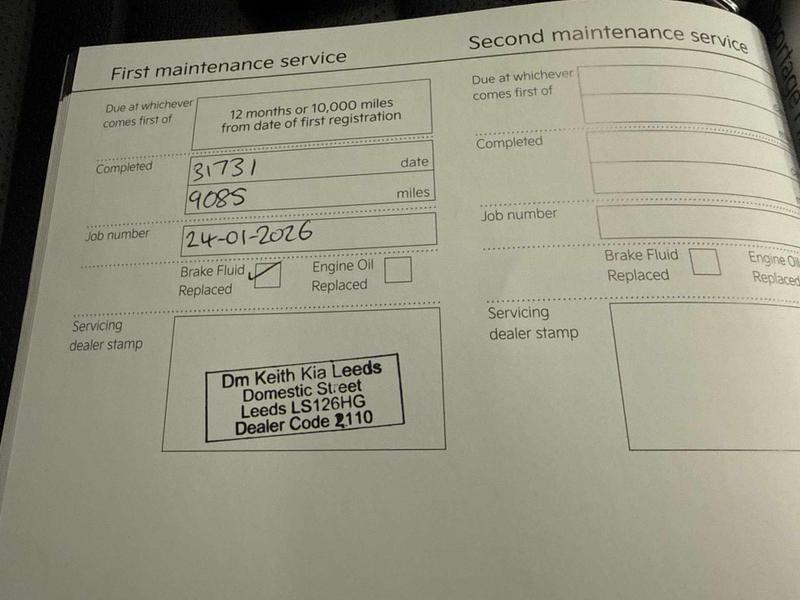 First maintenance service
Due at whichever
comes first of
12 months or 10,000 miles
from date of first registration
Completed
31731 date
9085 miles
Job number
24-01-2026
Brake Fluid
Replaced
Engine Oil
Replaced
Servicing
dealer stamp
Dm Keith Kia Leeds
Domestic Street
Leeds LS126HG
Dealer Code 2110
Second maintenance service
Due at whichever
comes first of
Completed
Job number
Brake Fluid
Replaced
Engine Oil
Replaced
Servicing
dealer stamp